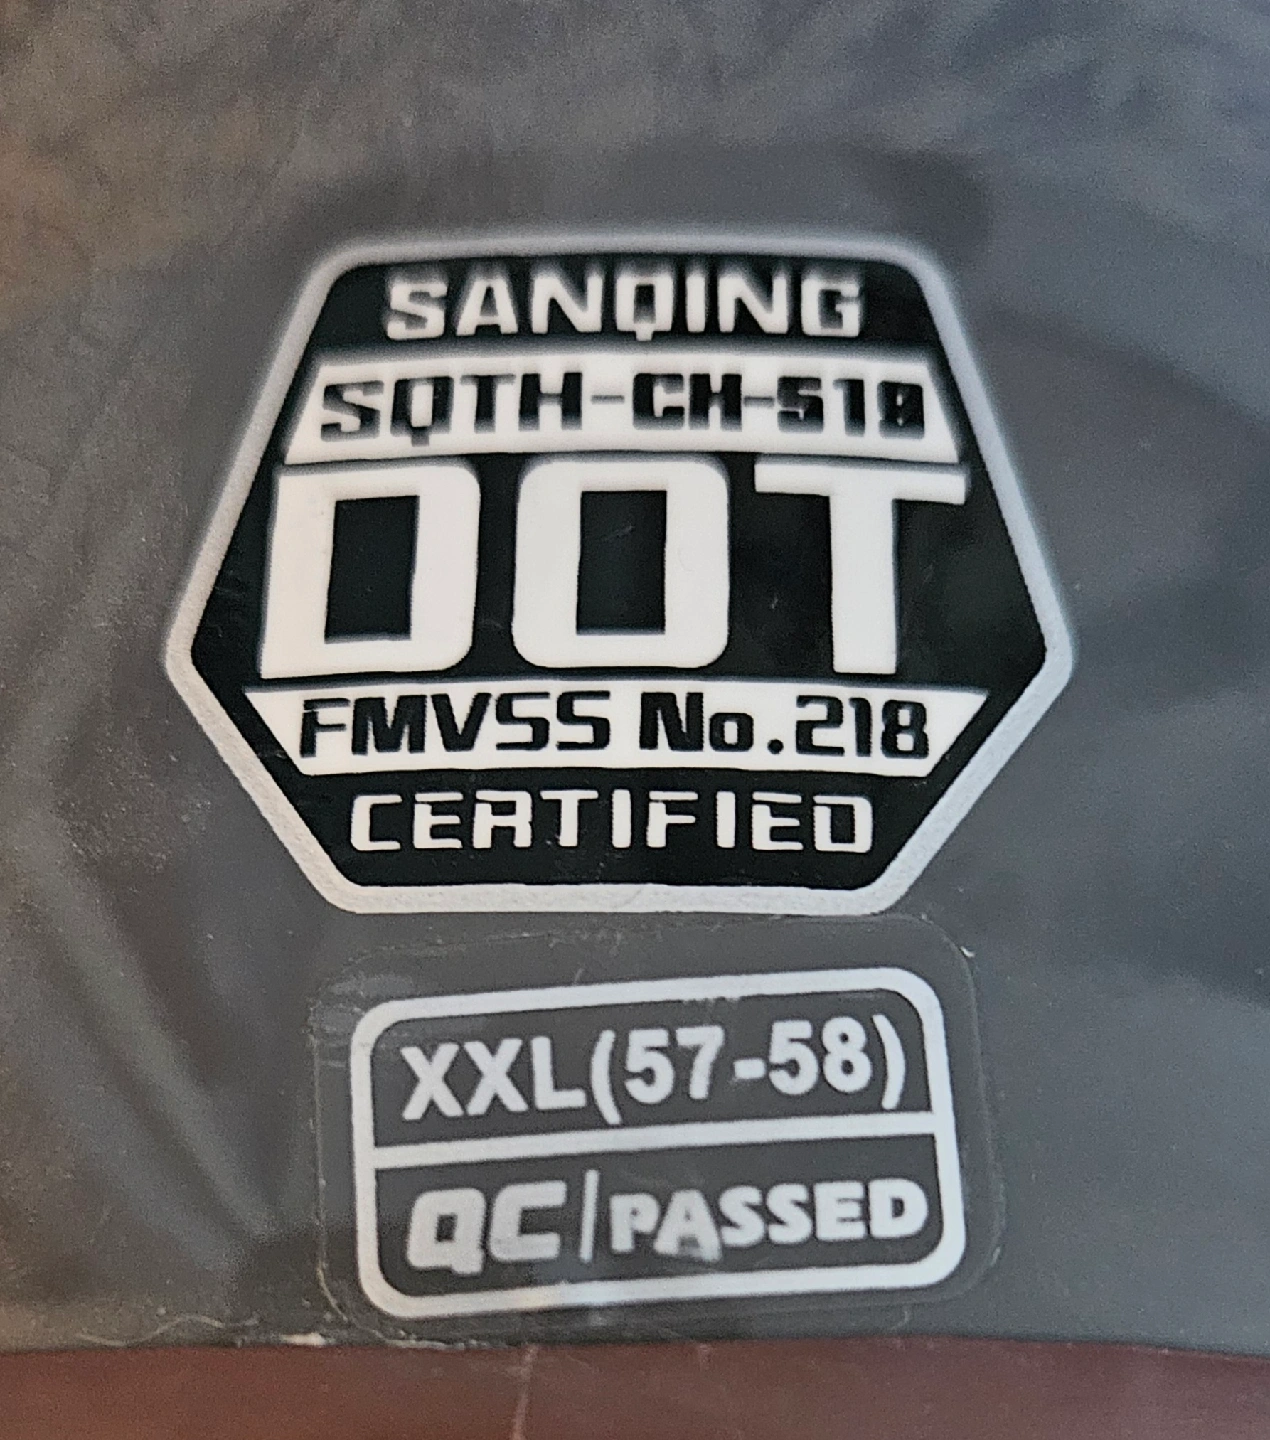 SANQING
SQTH-CH-518
DOT
FMVSS No.218
CERTIFIED
XXL(57-58)
QC/PASSED